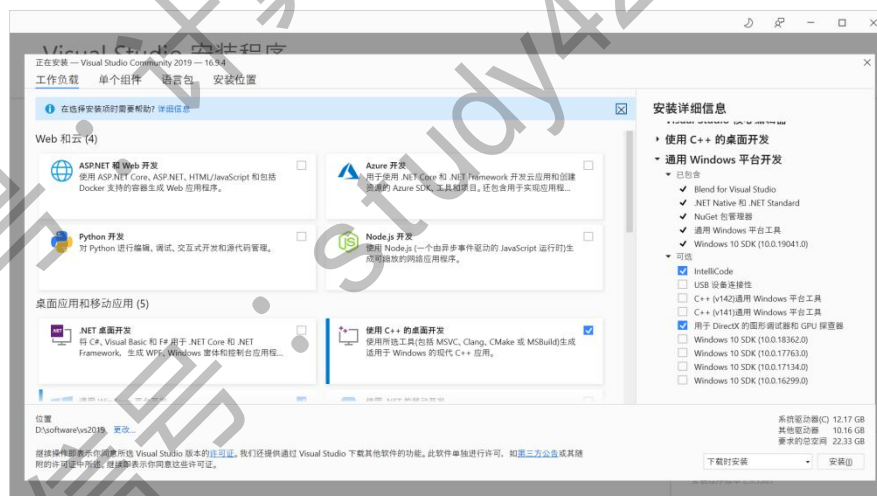 Visual Studio 安装程序
正在安装 — Visual Studio Community 2019 — 16.9.4
工作负载 单个组件 语言包 安装位置
在选择安装项时需要帮助? 详细信息
Web 和云 (4)
ASP.NET 和 Web 开发
使用 ASP.NET Core、ASP.NET、HTML/JavaScript 和包括
Docker 支持的容器生成 Web 应用程序。
Azure 开发
用于使用 .NET Core 和 .NET Framework 开发云应用和创建
资源的 Azure SDK、工具和项目。还包含用于实现应用程...
Python 开发
对 Python 进行编辑、调试、交互式开发和源代码管理。
Node.js 开发
使用 Node.js (一个由异步事件驱动的 JavaScript 运行时)生
成可缩放的网络应用程序。
桌面应用和移动应用 (5)
.NET 桌面开发
将 C#、Visual Basic 和 F# 用于 .NET Core 和 .NET
Framework，生成 WPF、Windows 窗体和控制台应用程...
使用 C++ 的桌面开发
使用所选工具(包括 MSVC、Clang、CMake 或 MSBuild)生成
适用于 Windows 的现代 C++ 应用。
安装详细信息
使用 C++ 的桌面开发
通用 Windows 平台开发
已包含
Blend for Visual Studio
.NET Native 和 .NET Standard
NuGet 包管理器
通用 Windows 平台工具
Windows 10 SDK (10.0.19041.0)
可选
IntelliCode
USB 设备连接性
C++ (v142)通用 Windows 平台工具
C++ (v141)通用 Windows 平台工具
用于 DirectX 的图形调试器和 GPU 探查器
Windows 10 SDK (10.0.18362.0)
Windows 10 SDK (10.0.17763.0)
Windows 10 SDK (10.0.17134.0)
Windows 10 SDK (10.0.16299.0)
位置
D:\software\vs2019 更改...
系统驱动器(C) 12.17 GB
其他驱动器 10.16 GB
要求的总空间 22.33 GB
继续操作即表示你同意所选 Visual Studio 版本的许可证。我们还提供通过 Visual Studio 下载其他软件的功能。此软件单独进行许可，如第三方公告或其随
附的许可证中所述。继续即表示你同意这些许可证。
下载时安装 安装(I)